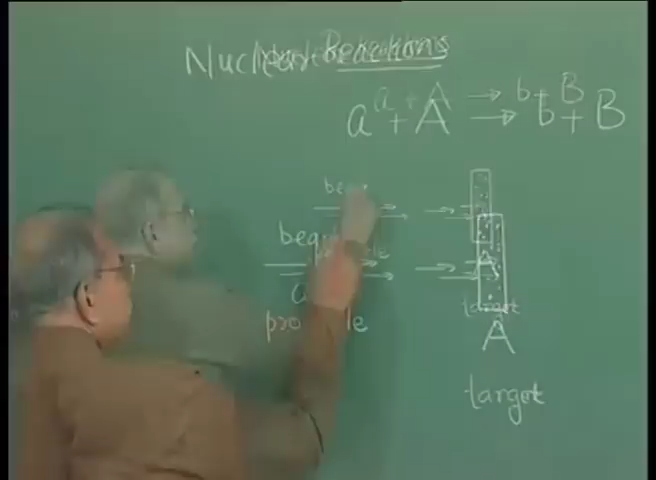 Nuclear Reactions
a + A → b + B
a + A → b + B
beam
a
projectile
A
target
A
target